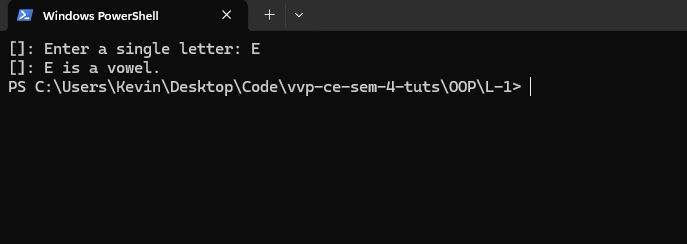 Windows PowerShell
[]: Enter a single letter: E
[]: E is a vowel.
PS C:\Users\Kevin\Desktop\Code\vvp-ce-sem-4-tuts\OOP\L-1>